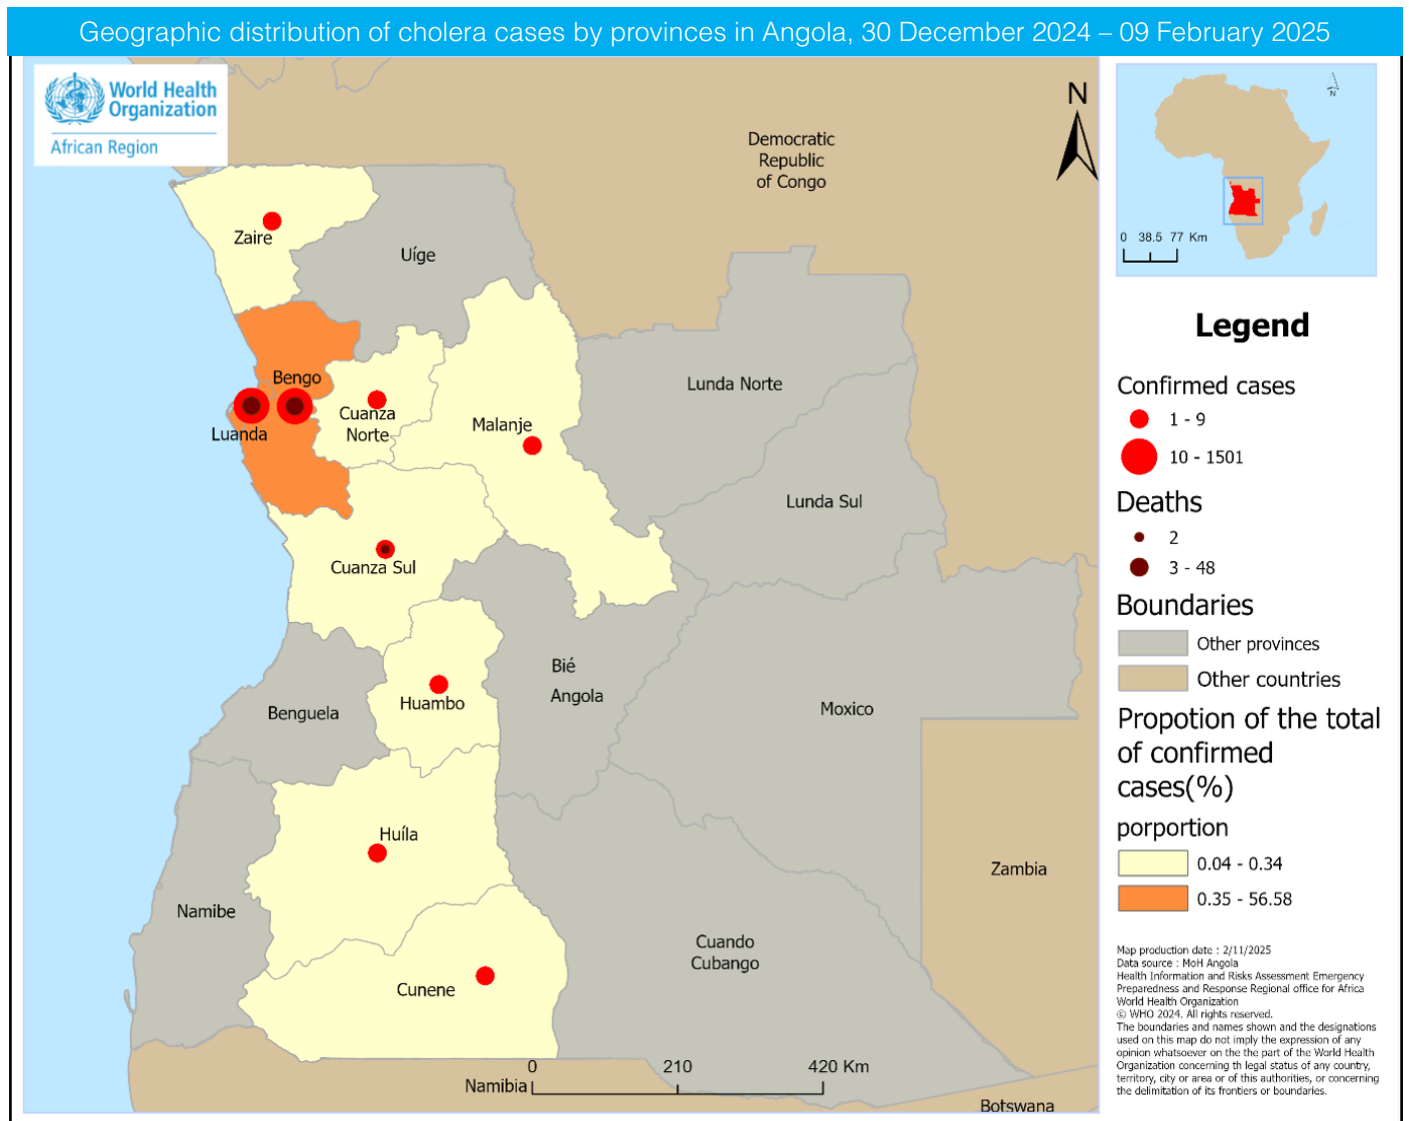 Geographic distribution of cholera cases by provinces in Angola, 30 December 2024 – 09 February 2025
World Health
Organization
African Region
N
Democratic
Republic
of Congo
Zaire
Uíge
Bengo
Luanda
Cuanza
Norte
Malanje
Lunda Norte
Lunda Sul
Cuanza Sul
Bié
Angola
Huambo
Benguela
Moxico
Huíla
Namibe
Zambia
Cuando
Cubango
Cunene
0 210 420 Km
Namibia
Botswana
N
0 38.5 77 Km
Legend
Confirmed cases
1 - 9
10 - 1501
Deaths
2
3 - 48
Boundaries
Other provinces
Other countries
Propotion of the total
of confirmed
cases(%)
porportion
0.04 - 0.34
0.35 - 56.58
Map production date : 2/11/2025
Data source : MoH Angola
Health Information and Risks Assessment Emergency
Preparedness and Response Regional office for Africa
World Health Organization
© WHO 2024. All rights reserved.
The boundaries and names shown and the designations
used on this map do not imply the expression of any
opinion whatsoever on the the part of the World Health
Organization concerning th legal status of any country,
territory, city or area or of this authorities, or concerning
the delimitation of its frontiers or boundaries.